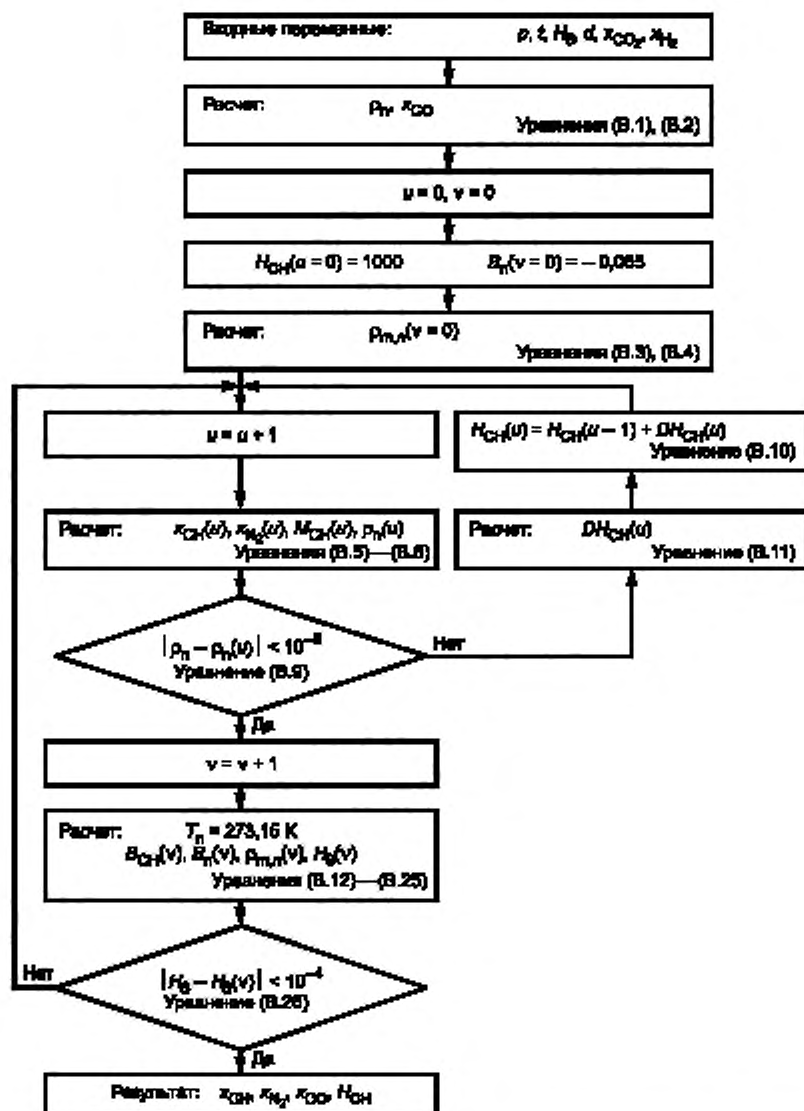 Входные переменные: p, t, H_S, d, x_CO₂, x_H₂
Расчет: ρ_n, x_CO
Уравнения (B.1), (B.2)
u = 0, v = 0
H_CH(u = 0) = 1000 B_n(v = 0) = – 0,065
Расчет: ρ_m,n(v = 0)
Уравнения (B.3), (B.4)
u = u + 1
H_CH(u) = H_CH(u – 1) + DH_CH(u)
Уравнение (B.10)
Расчет: x_CH(u), x_N₂(u), M_CH(u), ρ_n(u)
Уравнения (B.5)—(B.8)
Расчет: DH_CH(u)
Уравнение (B.11)
|ρ_n – ρ_n(u)| < 10⁻⁶
Уравнение (B.9)
Нет
Да
v = v + 1
Расчет: T_n = 273,15 K
B_CH(v), B_n(v), ρ_m,n(v), H_S(v)
Уравнения (B.12)—(B.25)
Нет
|H_S – H_S(v)| < 10⁻⁴
Уравнение (B.26)
Да
Результат: x_CH, x_N₂, x_CO, H_CH